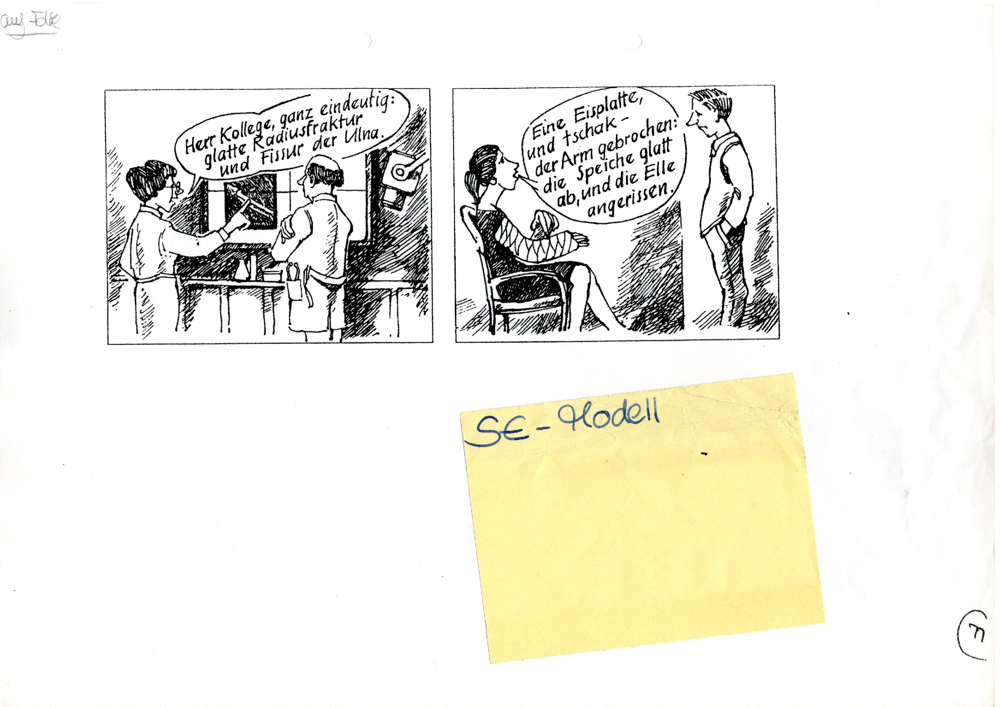 auf Folie
Herr Kollege, ganz eindeutig:
glatte Radiusfraktur
und Fissur der Ulna.
Eine Eisplatte,
und tschak-
der Arm gebrochen:
die Speiche glatt
ab, und die Elle
angerissen.
SE-Modell